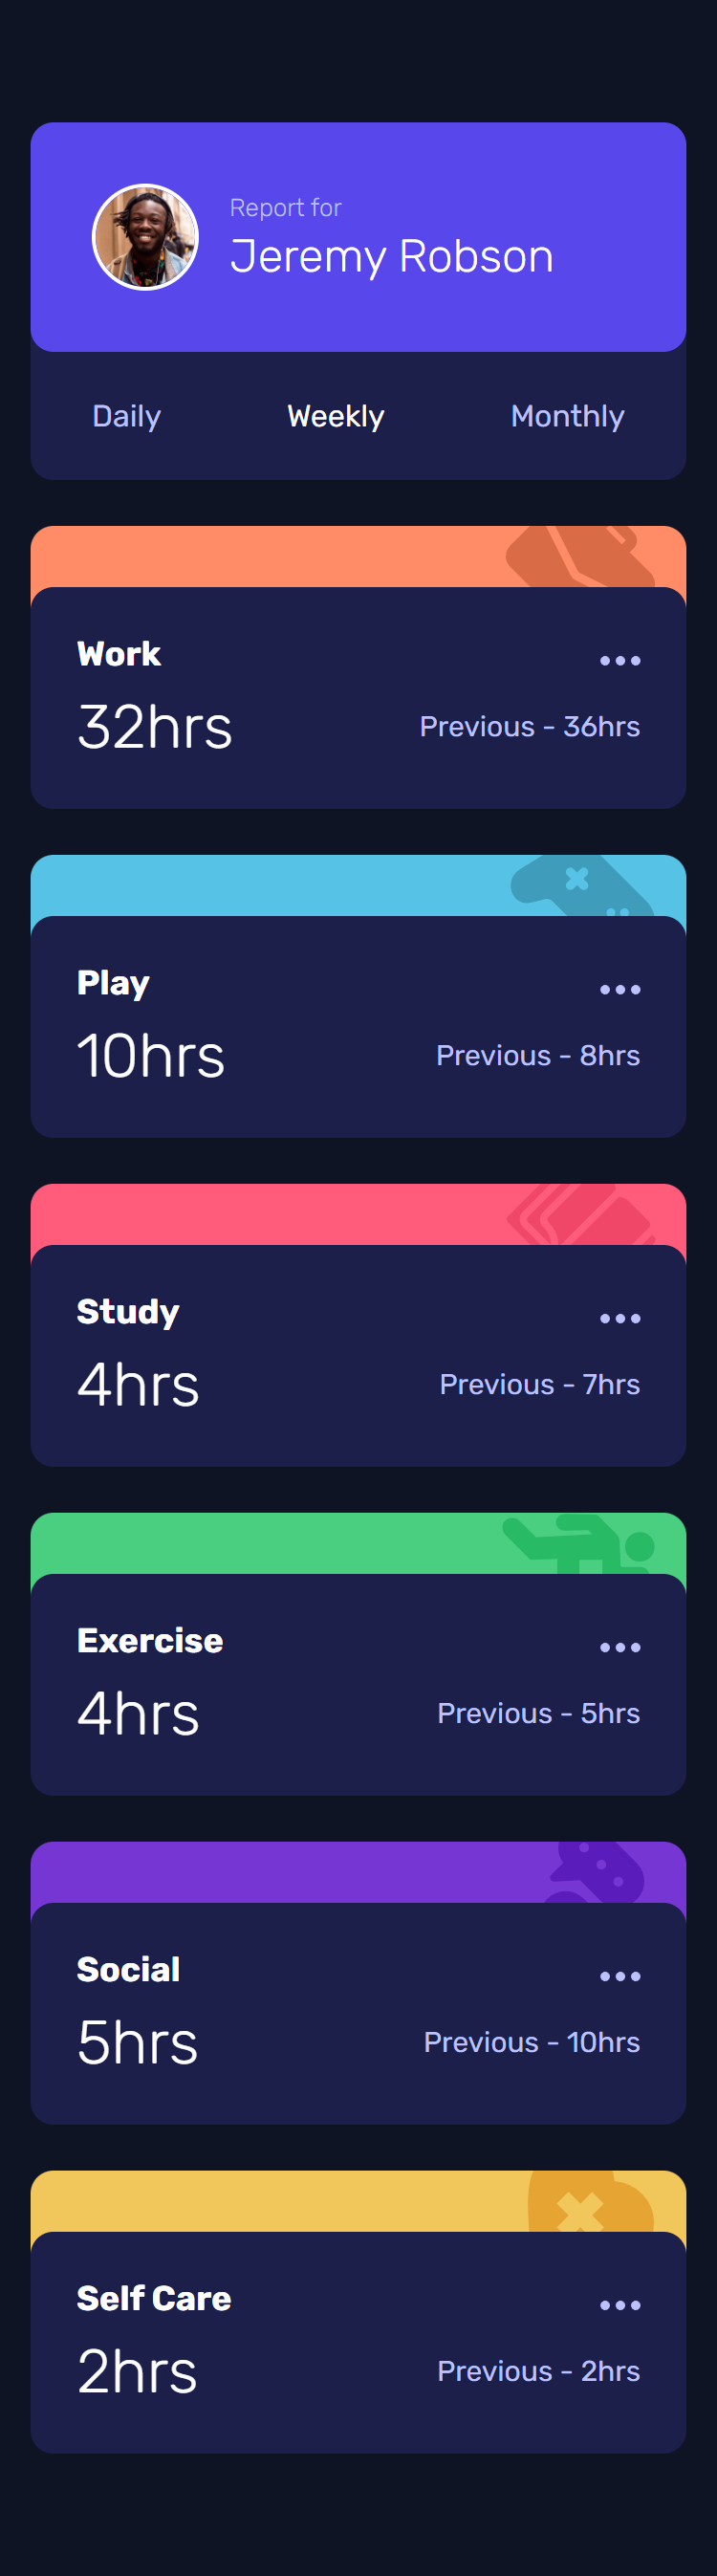 Report for
Jeremy Robson
Daily Weekly Monthly
Work
32hrs Previous - 36hrs
Play
10hrs Previous - 8hrs
Study
4hrs Previous - 7hrs
Exercise
4hrs Previous - 5hrs
Social
5hrs Previous - 10hrs
Self Care
2hrs Previous - 2hrs